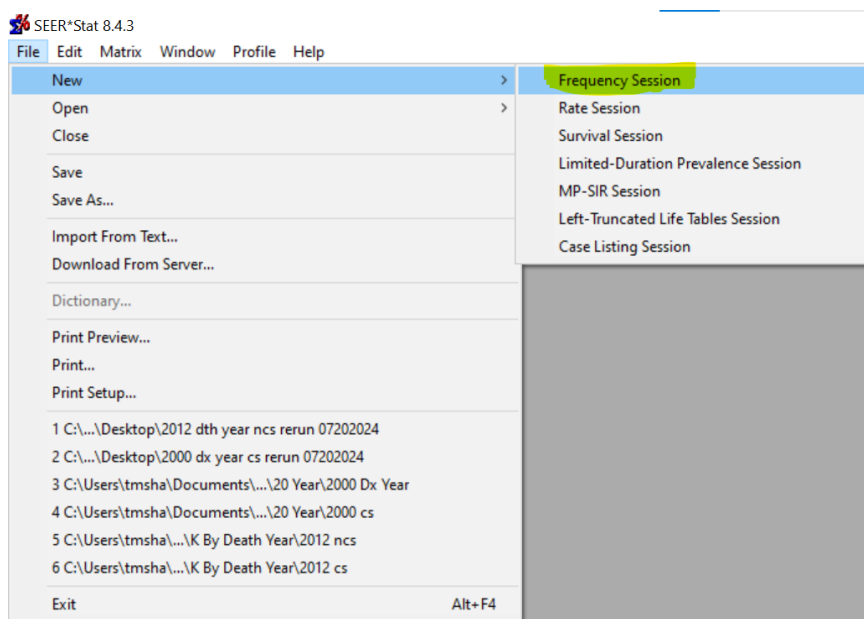 SEER*Stat 8.4.3
File Edit Matrix Window Profile Help
New >
Open >
Close
Save
Save As...
Import From Text...
Download From Server...
Dictionary...
Print Preview...
Print...
Print Setup...
1 C:\...\Desktop\2012 dth year ncs rerun 07202024
2 C:\...\Desktop\2000 dx year cs rerun 07202024
3 C:\Users\tmsha\Documents\...\20 Year\2000 Dx Year
4 C:\Users\tmsha\Documents\...\20 Year\2000 cs
5 C:\Users\tmsha\...\K By Death Year\2012 ncs
6 C:\Users\tmsha\...\K By Death Year\2012 cs
Exit Alt+F4
Frequency Session
Rate Session
Survival Session
Limited-Duration Prevalence Session
MP-SIR Session
Left-Truncated Life Tables Session
Case Listing Session